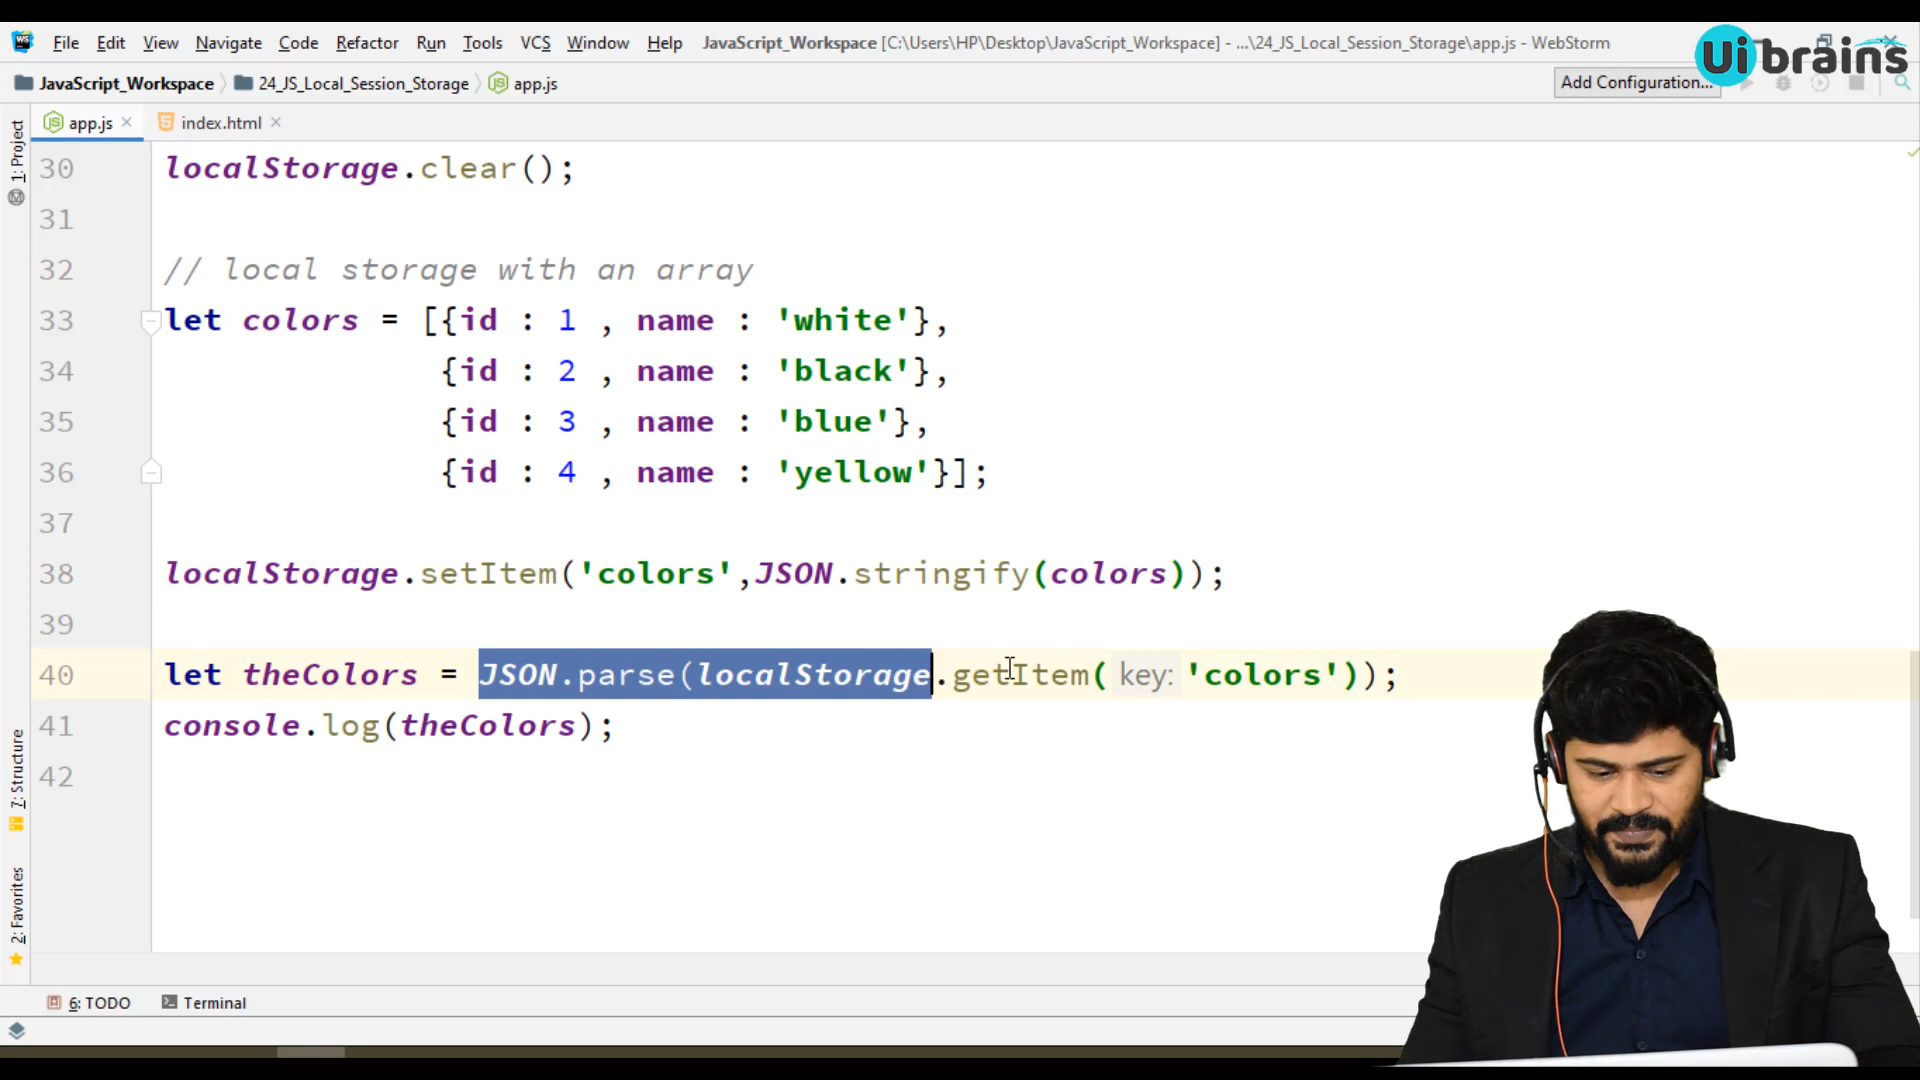 File Edit View Navigate Code Refactor Run Tools VCS Window Help JavaScript_Workspace [C:\Users\HP\Desktop\JavaScript_Workspace] - ...\24_JS_Local_Session_Storage\app.js - WebStorm
Ui brains
JavaScript_Workspace 24_JS_Local_Session_Storage app.js Add Configuration...
app.js index.html
1: Project
7: Structure
2: Favorites
30 localStorage.clear();
31
32 // local storage with an array
33 let colors = [{id : 1 , name : 'white'},
34 {id : 2 , name : 'black'},
35 {id : 3 , name : 'blue'},
36 {id : 4 , name : 'yellow'}];
37
38 localStorage.setItem('colors',JSON.stringify(colors));
39
40 let theColors = JSON.parse(localStorage.getItem( key: 'colors'));
41 console.log(theColors);
42
6: TODO Terminal